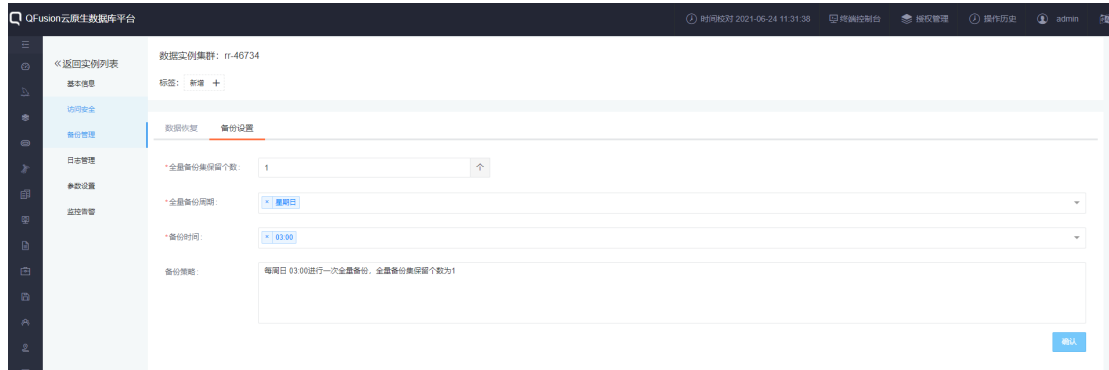 QFusion云原生数据库平台
时间校对 2021-06-24 11:31:38
终端控制台
授权管理
操作历史
admin
≪返回实例列表
基本信息
访问安全
备份管理
日志管理
参数设置
监控告警
数据实例集群：rr-46734
标签： 新增 +
数据恢复
备份设置
*全量备份集保留个数： 1 个
*全量备份周期： × 星期日
*备份时间： × 03:00
备份策略： 每周日 03:00进行一次全量备份，全量备份集保留个数为1
确认